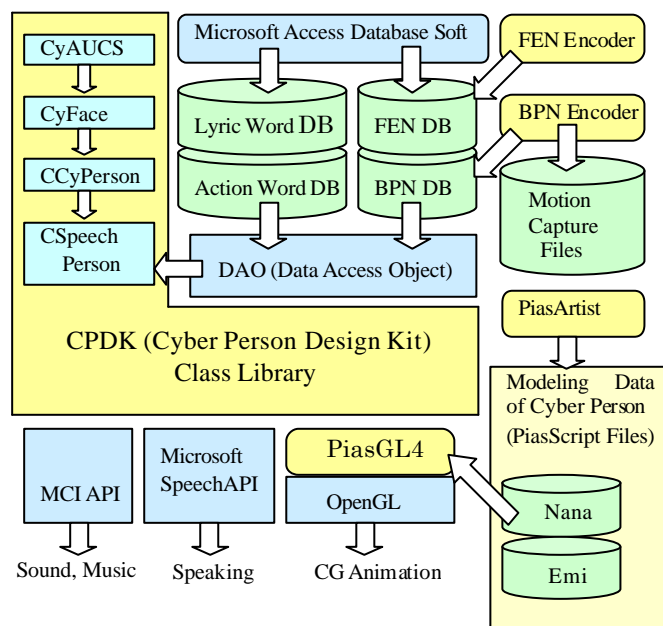 CyAUCS
CyFace
CCyPerson
CSpeech
Person
Microsoft Access Database Soft
FEN Encoder
Lyric Word DB
FEN DB
BPN Encoder
Action Word DB
BPN DB
Motion
Capture
Files
DAO (Data Access Object)
CPDK (Cyber Person Design Kit)
Class Library
PiasArtist
Modeling Data
of Cyber Person
(PiasScript Files)
MCI API
Microsoft
SpeechAPI
PiasGL4
OpenGL
Nana
Emi
Sound, Music
Speaking
CG Animation